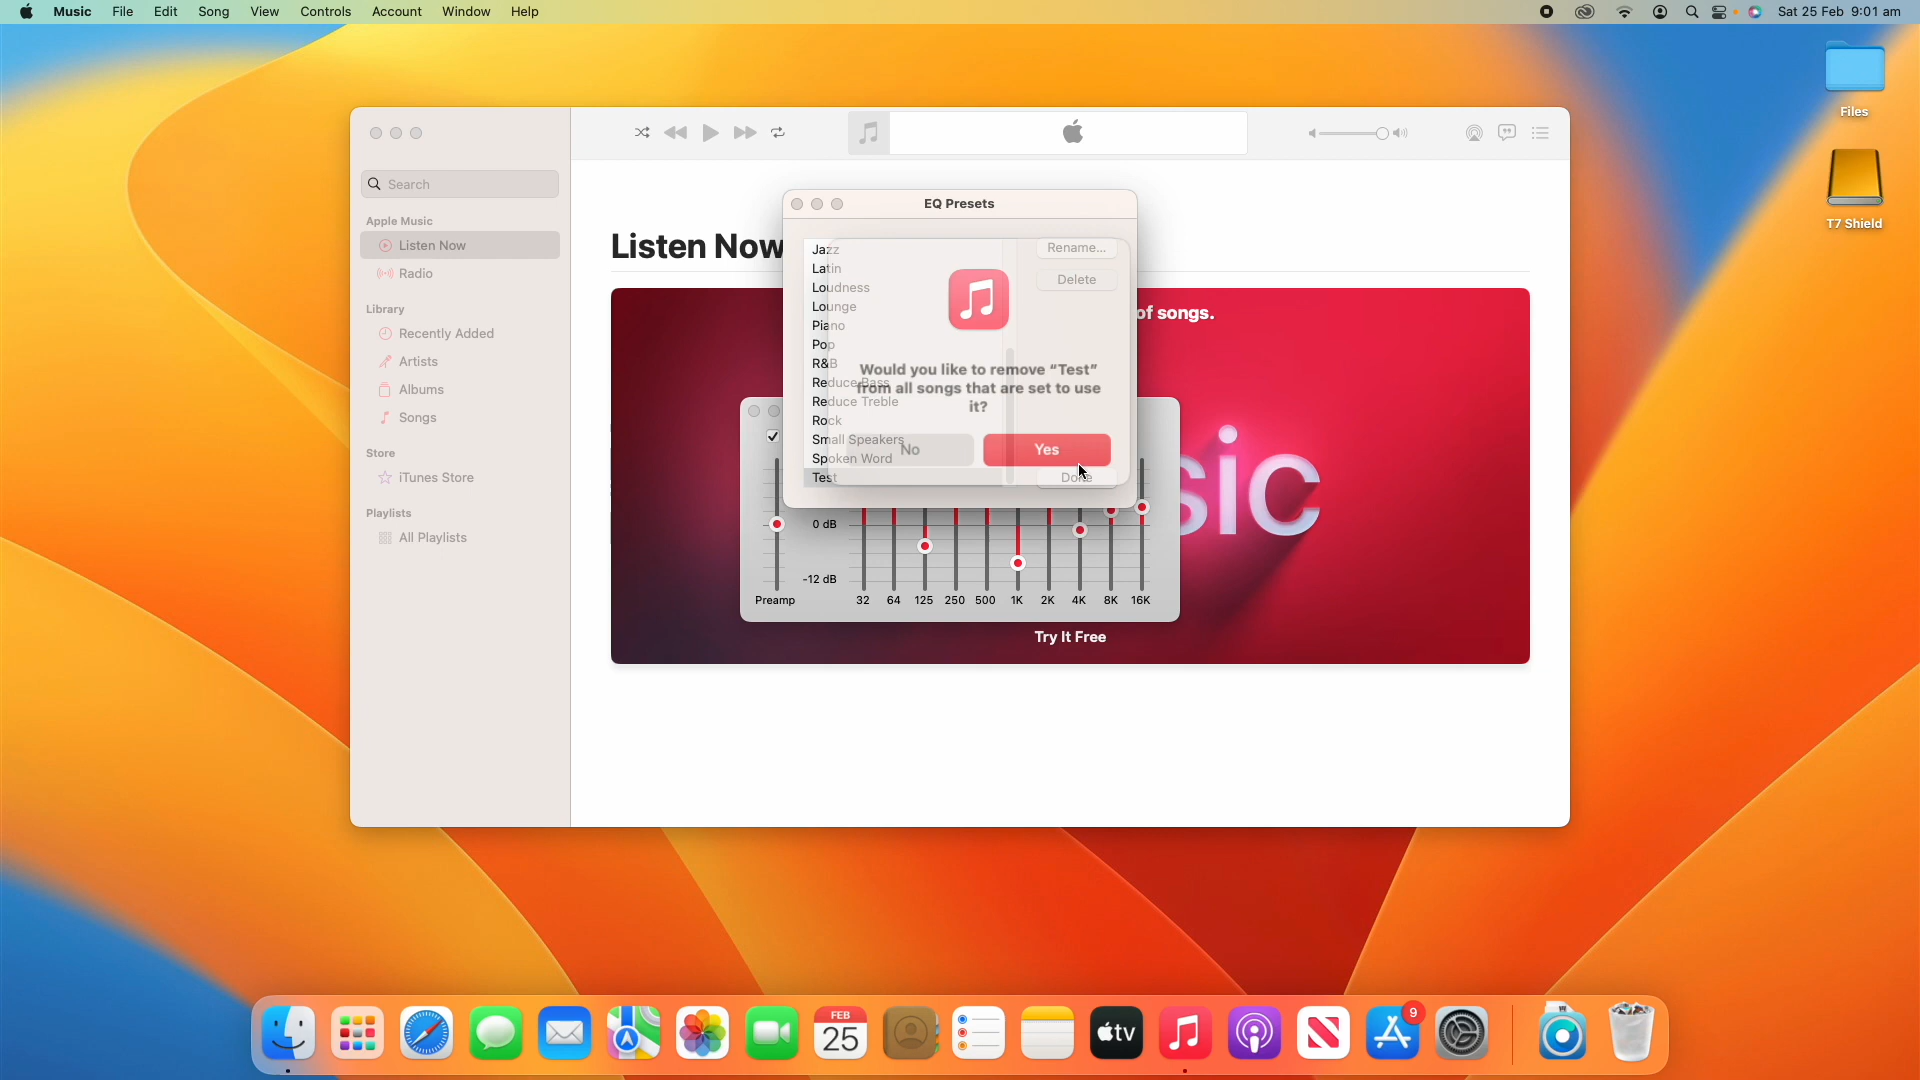 Music File Edit Song View Controls Account Window Help Sat 25 Feb 9:01 am
Files
T7 Shield
Search
Apple Music
Listen Now
Radio
Library
Recently Added
Artists
Albums
Songs
Store
iTunes Store
Playlists
All Playlists
Listen Now
of songs.
sic
Try It Free
EQ Presets
Jazz
Latin
Loudness
Lounge
Piano
Pop
R&B
Reduce Bass
Reduce Treble
Rock
Small Speakers
Spoken Word
Test
Rename...
Delete
Done
Would you like to remove “Test”
from all songs that are set to use
it?
No Yes
0 dB
-12 dB
Preamp 32 64 125 250 500 1K 2K 4K 8K 16K
FEB
25
tv
9